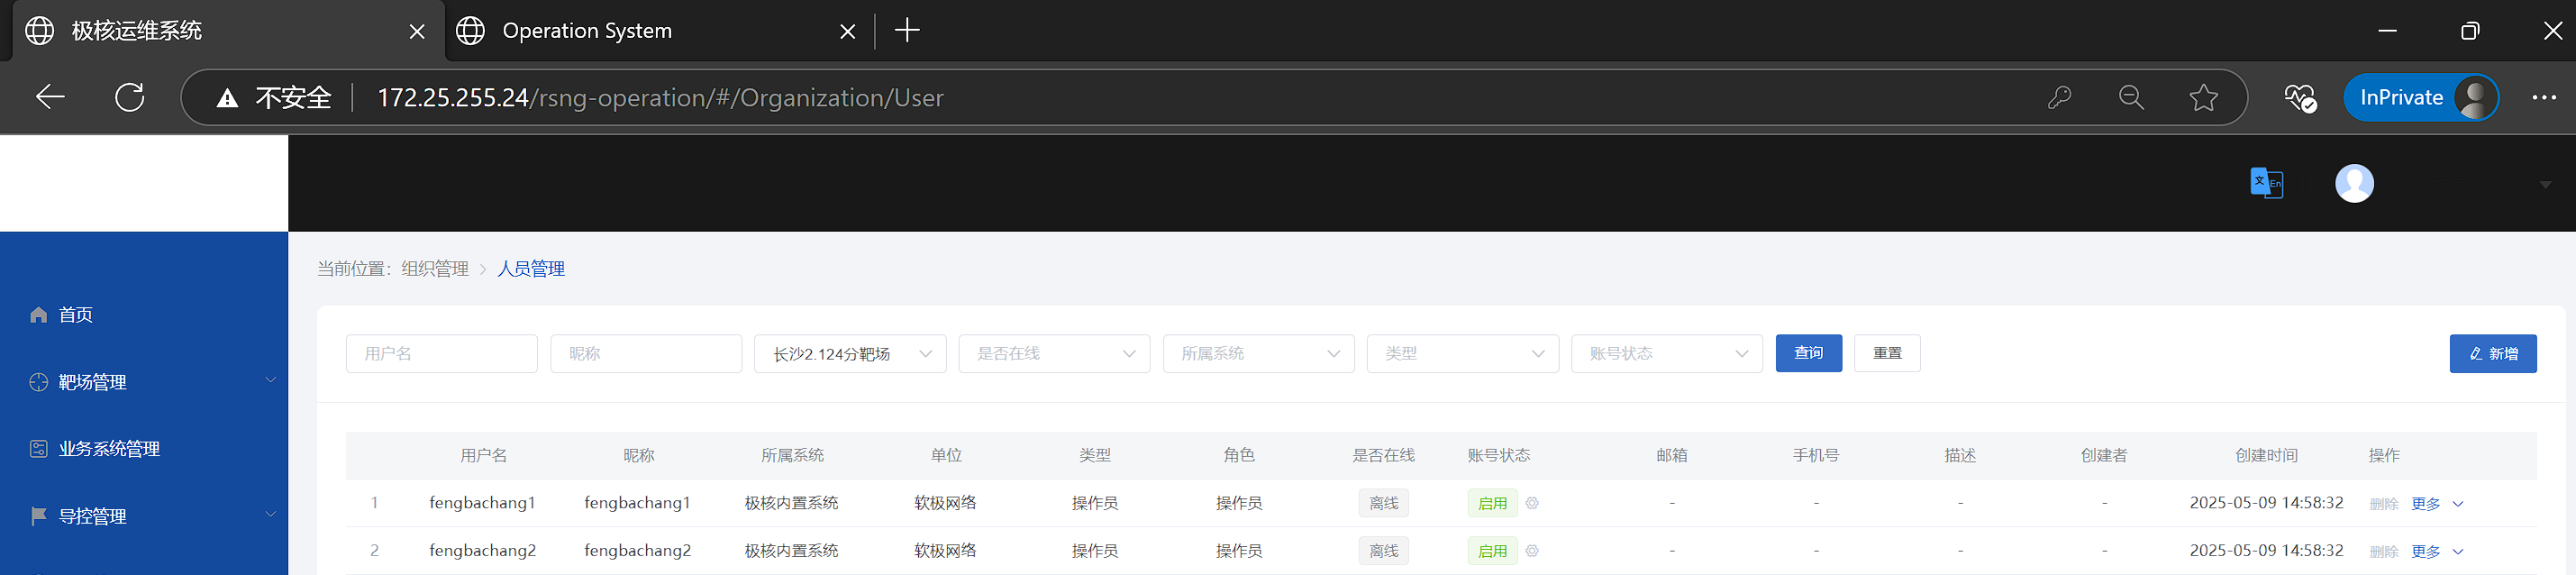 极核运维系统 Operation System
不安全 172.25.255.24/rsng-operation/#/Organization/User InPrivate
文 En
当前位置: 组织管理 > 人员管理
首页
靶场管理
业务系统管理
导控管理
用户名 昵称 长沙2.124分靶场 是否在线 所属系统 类型 账号状态 查询 重置 新增
用户名 昵称 所属系统 单位 类型 角色 是否在线 账号状态 邮箱 手机号 描述 创建者 创建时间 操作
1 fengbachang1 fengbachang1 极核内置系统 软极网络 操作员 操作员 离线 启用 - - - - 2025-05-09 14:58:32 删除 更多
2 fengbachang2 fengbachang2 极核内置系统 软极网络 操作员 操作员 离线 启用 - - - - 2025-05-09 14:58:32 删除 更多